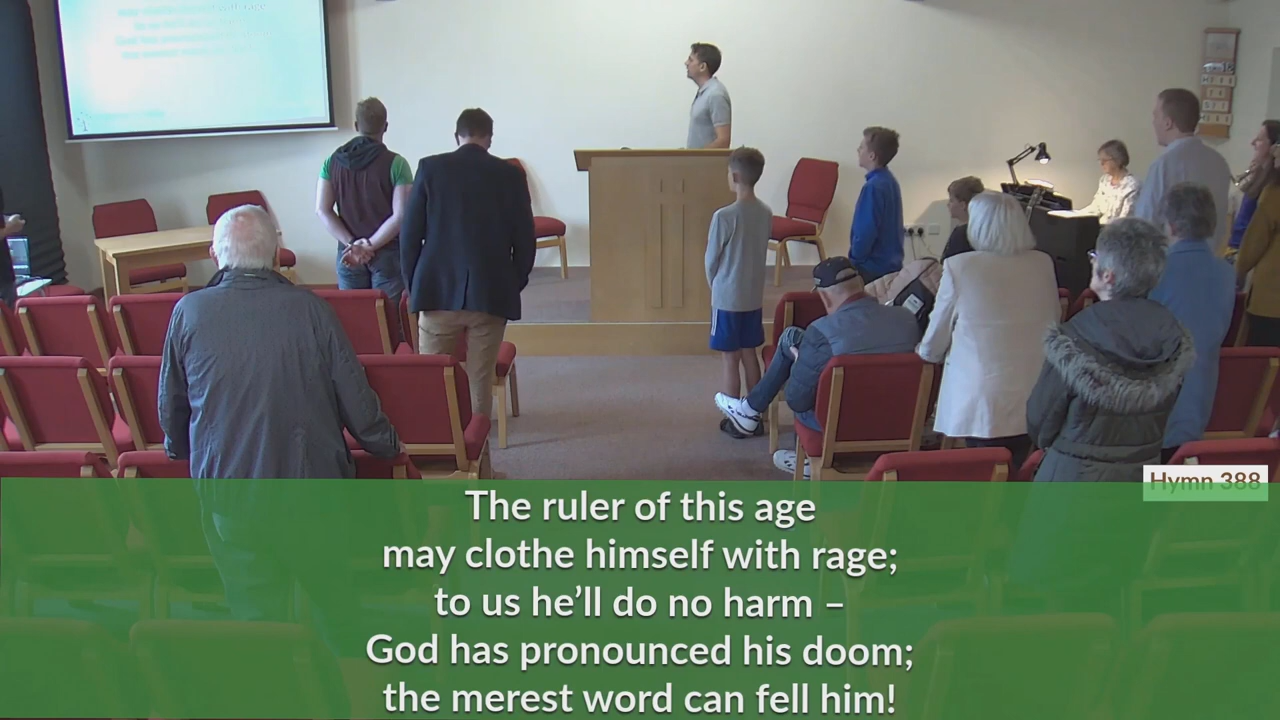 Hymn 388
The ruler of this age
may clothe himself with rage;
to us he’ll do no harm –
God has pronounced his doom;
the merest word can fell him!